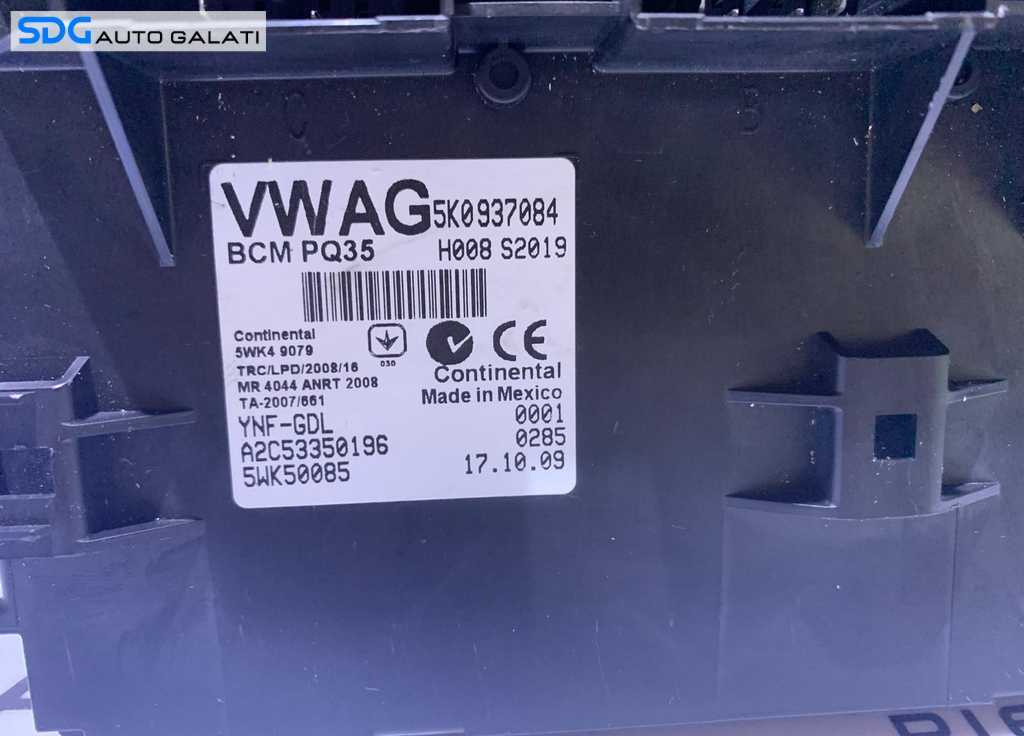 SDG AUTO GALATI
C
B
VWAG 5K0937084
BCM PQ35 H008 S2019
Continental
5WK4 9079
TRC/LPD/2008/16
MR 4044 ANRT 2008
TA-2007/661
030
CE
Continental
Made in Mexico
YNF-GDL 0001
A2C53350196 0285
5WK50085 17.10.09